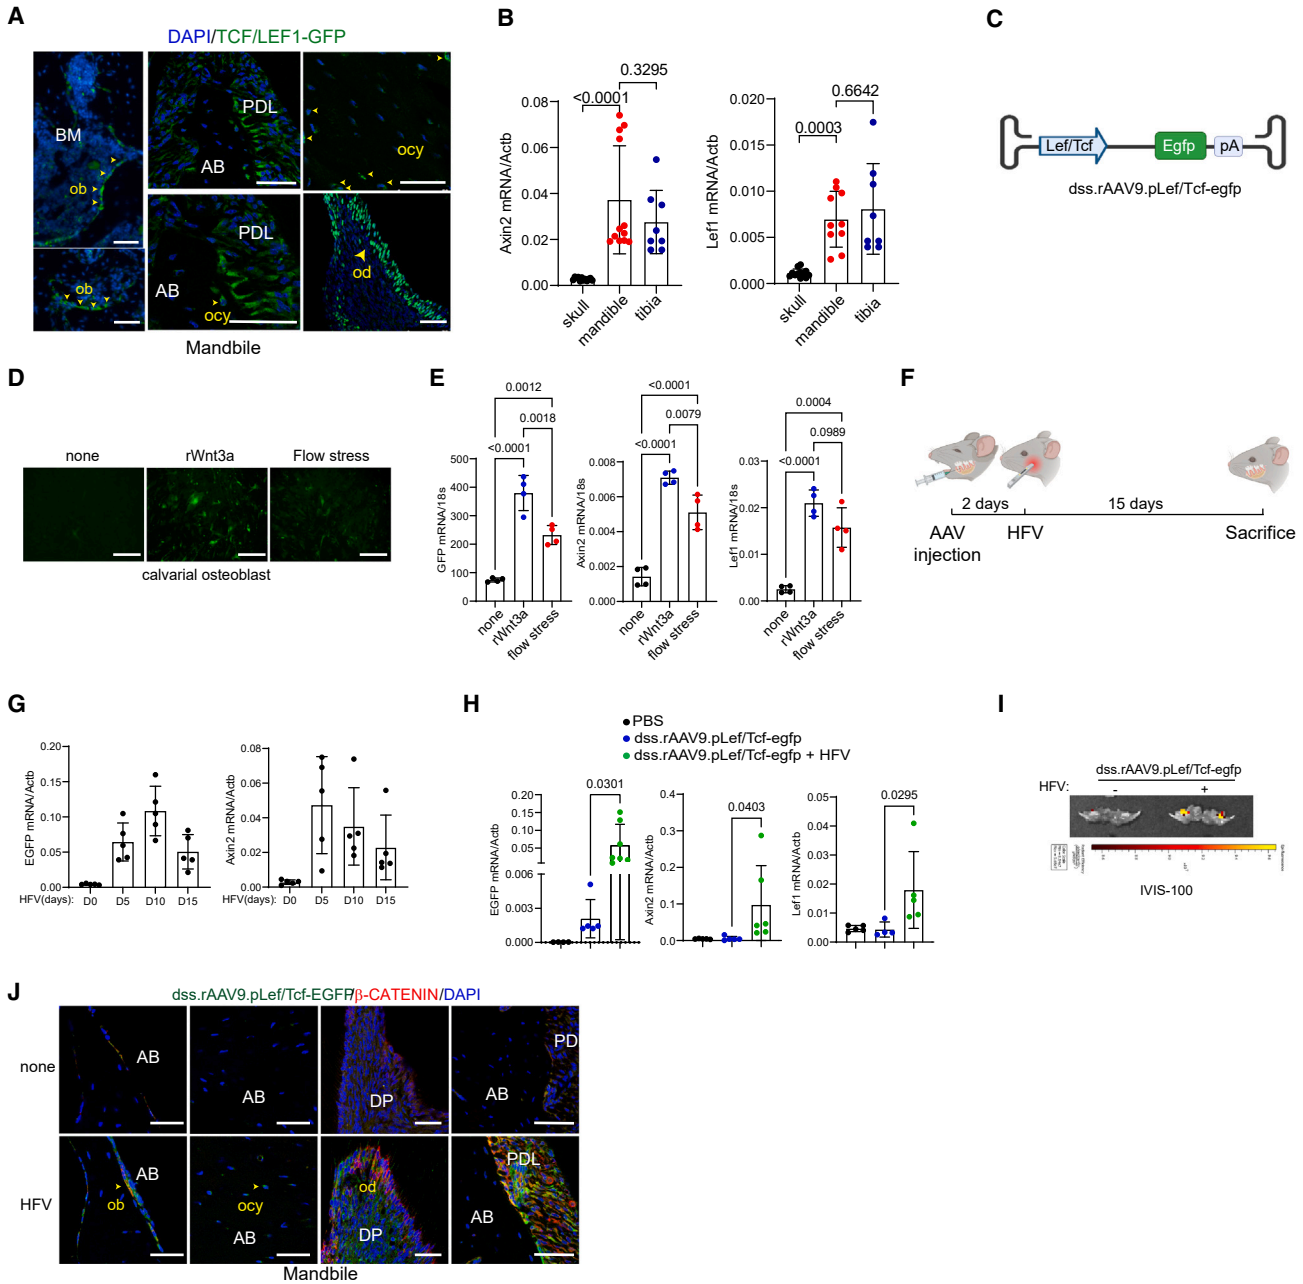 A
DAPI/TCF/LEF1-GFP
BM
ob
ob
PDL
AB
ocy
PDL
AB
ocy
od
Mandbile
B
Axin2 mRNA/Actb
0.08
0.06
0.04
0.02
0.00
<0.0001
0.3295
skull
mandible
tibia
Lef1 mRNA/Actb
0.020
0.015
0.010
0.005
0.000
0.0003
0.6642
skull
mandible
tibia
C
Lef/Tcf
Egfp
pA
dss.rAAV9.pLef/Tcf-egfp
D
none
rWnt3a
Flow stress
calvarial osteoblast
E
GFP mRNA/18s
500
400
300
200
100
0
0.0012
0.0018
<0.0001
none
rWnt3a
flow stress
Axin2 mRNA/18s
0.008
0.006
0.004
0.002
0.000
<0.0001
0.0079
<0.0001
none
rWnt3a
flow stress
Lef1 mRNA/18s
0.03
0.02
0.01
0.00
0.0004
0.0989
<0.0001
none
rWnt3a
flow stress
F
2 days
15 days
AAV
injection
HFV
Sacrifice
G
EGFP mRNA/Actb
0.20
0.15
0.10
0.05
0.00
HFV(days): D0 D5 D10 D15
Axin2 mRNA/Actb
0.08
0.06
0.04
0.02
0.00
HFV(days): D0 D5 D10 D15
H
PBS
dss.rAAV9.pLef/Tcf-egfp
dss.rAAV9.pLef/Tcf-egfp + HFV
EGFP mRNA/Actb
0.20
0.15
0.10
0.05
0.006
0.003
0.000
0.0301
Axin2 mRNA/Actb
0.4
0.2
0.0
0.0403
Lef1 mRNA/Actb
0.05
0.04
0.03
0.02
0.01
0.00
0.0295
I
dss.rAAV9.pLef/Tcf-egfp
HFV: - +
IVIS-100
J
dss.rAAV9.pLef/Tcf-EGFP/β-CATENIN/DAPI
none
AB
AB
DP
AB
PD
HFV
AB
ob
ocy
AB
od
DP
PDL
AB
Mandbile